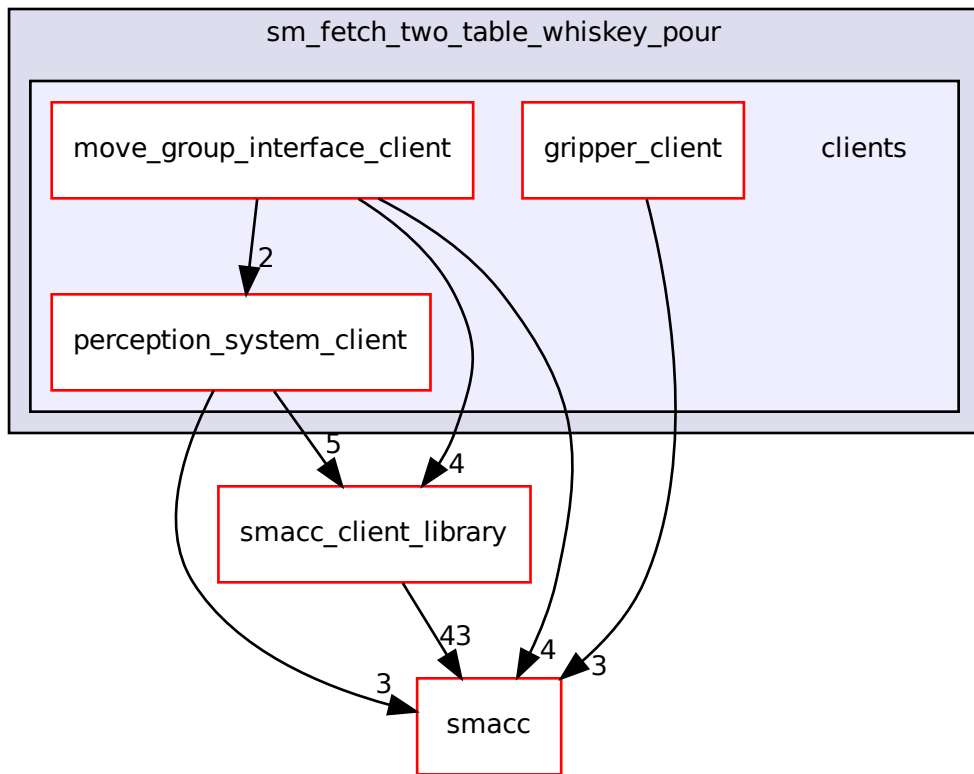 sm_fetch_two_table_whiskey_pour
move_group_interface_client
gripper_client
clients
2
perception_system_client
5
4
smacc_client_library
43
4
3
3
smacc